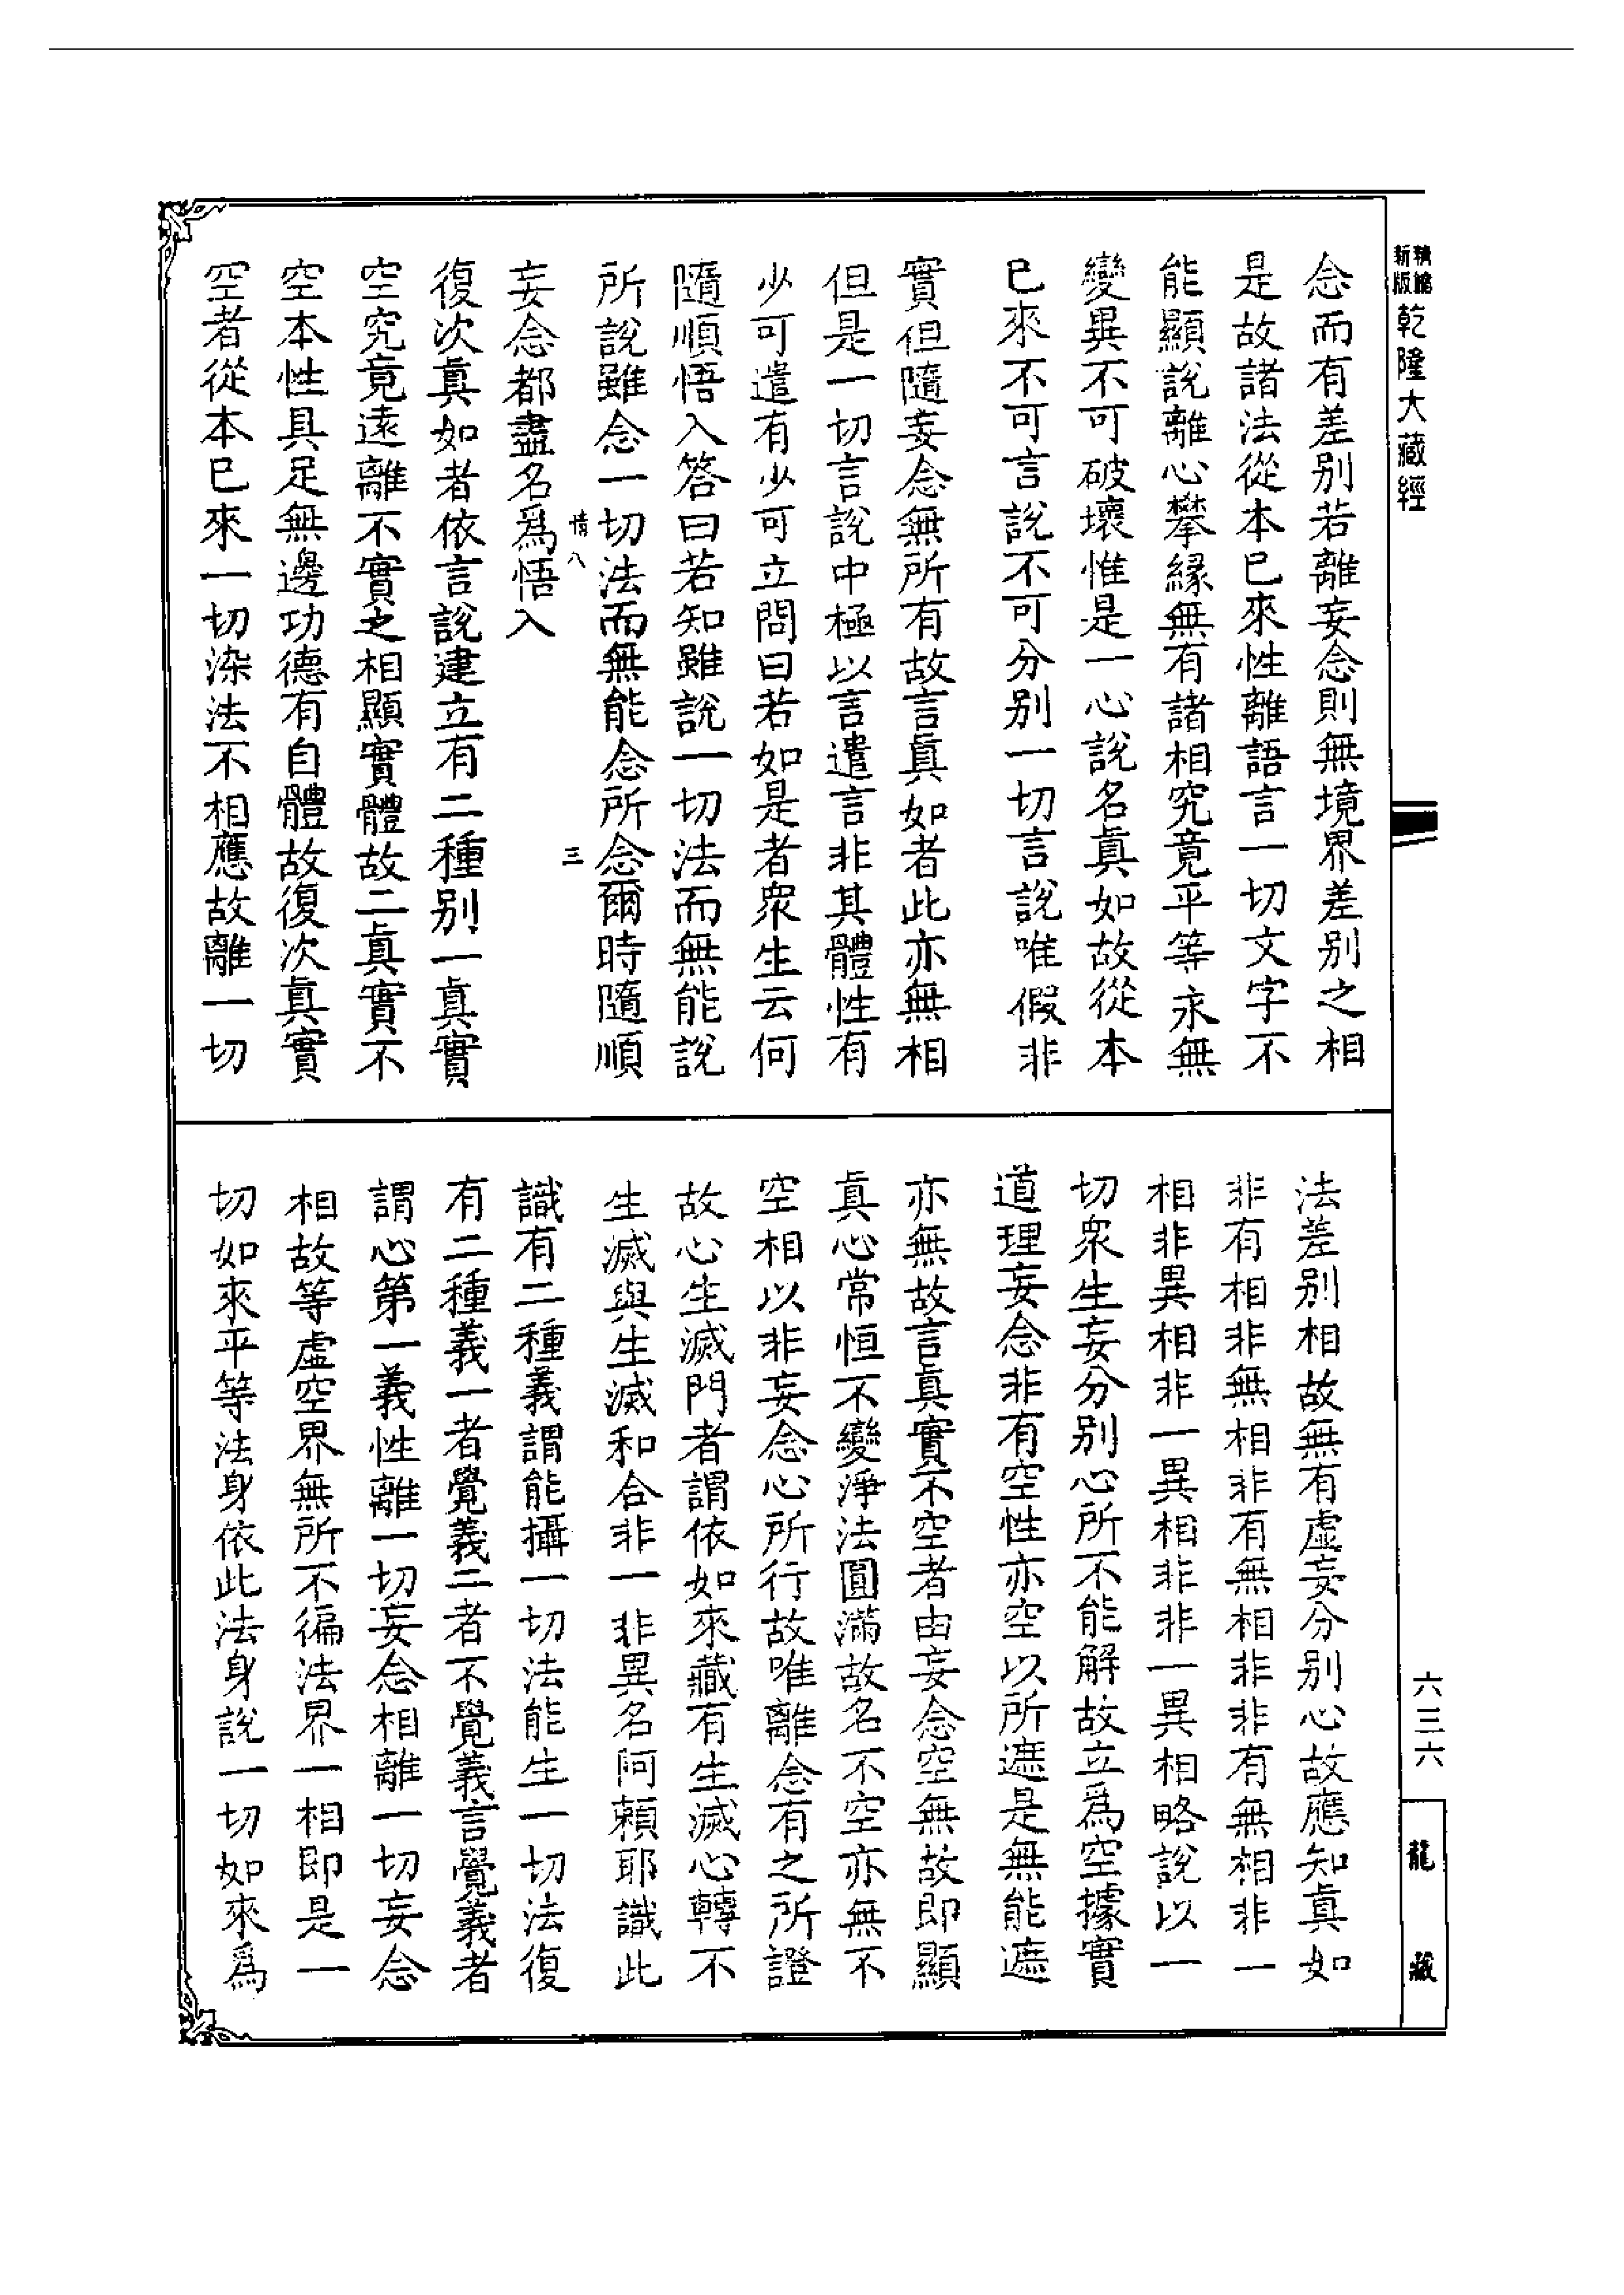 新版
乾隆大藏經
念而有差别若離妄念則無境界差别之相
是故諸法從本已來性離語言一切文字不
能顯說離心攀緣無有諸相究竟平等永無
變異不可破壞惟是一心說名眞如故從本
已來不可言說不可分别一切言說唯假非
實但隨妄念無所有故言眞如者此亦無相
但是一切言說中極以言遣言非其體性有
少可遣有少可立問曰若如是者衆生云何
隨順悟入答曰若知雖說一切法而無能說
所說雖念一切法而無能念所念爾時隨順
情八
三
妄念都盡名爲悟入
復次眞如者依言說建立有二種别一真實
空究竟遠離不實之相顯實體故二真實不
空本性具足無邊功德有自體故復次眞實
空者從本已來一切染法不相應故離一切
法差别相故無有虛妄分别心故應知真如
非有相非無相非有無相非非有無相非一
相非異相非一異相非非一異相略說以一
切衆生妄分别心所不能解故立爲空據實
道理妄念非有空性亦空以所遮是無能遮
亦無故言眞實不空者由妄念空無故即顯
真心常恒不變淨法圓滿故名不空亦無不
空相以非妄念心所行故唯離念有之所證
故心生滅門者謂依如來藏有生滅心轉不
生滅與生滅和合非一非異名阿賴耶識此
識有二種義謂能攝一切法能生一切法復
有二種義一者覺義二者不覺義言覺義者
謂心第一義性離一切妄念相離一切妄念
相故等虛空界無所不徧法界一相即是一
切如來平等法身依此法身說一切如來爲
六三六
龍藏